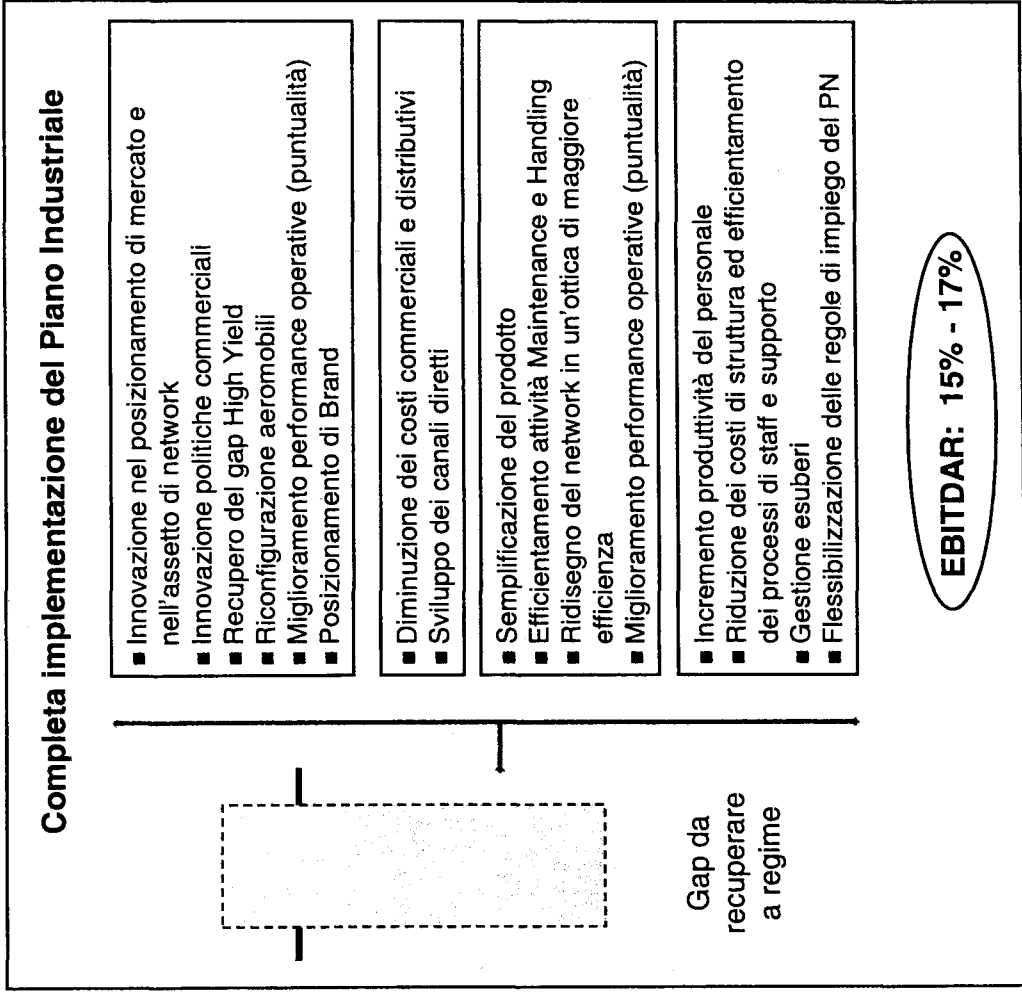 Completa implementazione del Piano Industriale
■ Innovazione nel posizionamento di mercato e
nell'assetto di network
■ Innovazione politiche commerciali
■ Recupero del gap High Yield
■ Riconfigurazione aeromobili
■ Miglioramento performance operative (puntualità)
■ Posizionamento di Brand
■ Diminuzione dei costi commerciali e distributivi
■ Sviluppo dei canali diretti
■ Semplificazione del prodotto
■ Efficientamento attività Maintenance e Handling
■ Ridisegno del network in un'ottica di maggiore
efficienza
■ Miglioramento performance operative (puntualità)
■ Incremento produttività del personale
■ Riduzione dei costi di struttura ed efficientamento
dei processi di staff e supporto
■ Gestione esuberi
■ Flessibilizzazione delle regole di impiego del PN
Gap da
recuperare
a regime
EBITDAR: 15% - 17%